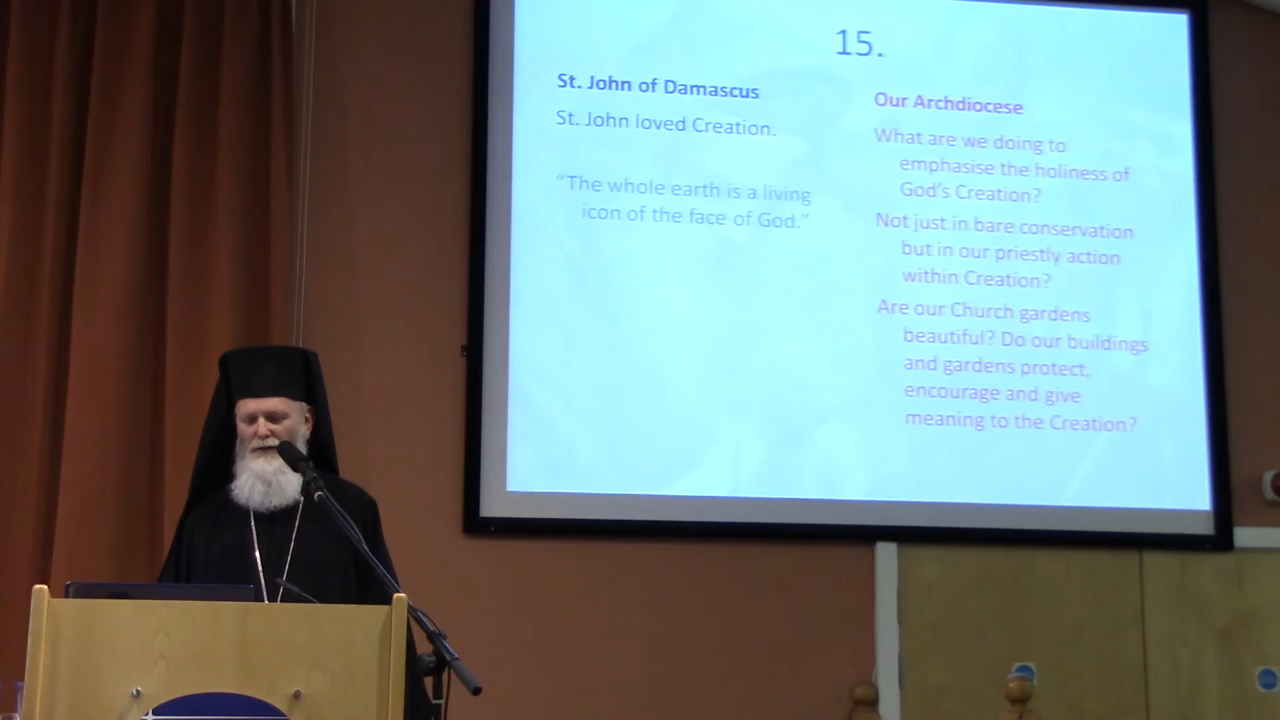 15.
St. John of Damascus
St. John loved Creation.
“The whole earth is a living
icon of the face of God.”
Our Archdiocese
What are we doing to
emphasise the holiness of
God’s Creation?
Not just in bare conservation
but in our priestly action
within Creation?
Are our Church gardens
beautiful? Do our buildings
and gardens protect,
encourage and give
meaning to the Creation?